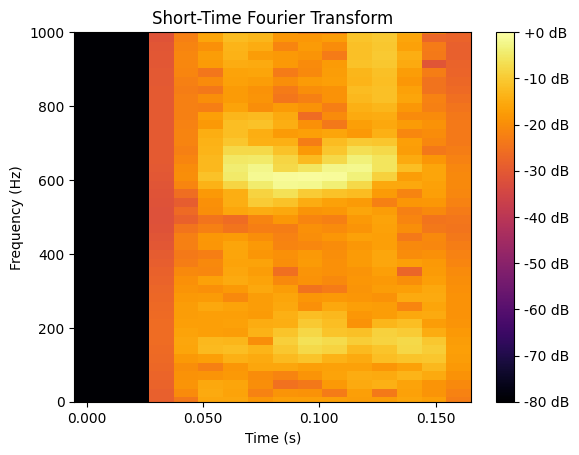 Short-Time Fourier Transform
Frequency (Hz)
1000
800
600
400
200
0
0.000
0.050
0.100
0.150
Time (s)
+0 dB
-10 dB
-20 dB
-30 dB
-40 dB
-50 dB
-60 dB
-70 dB
-80 dB